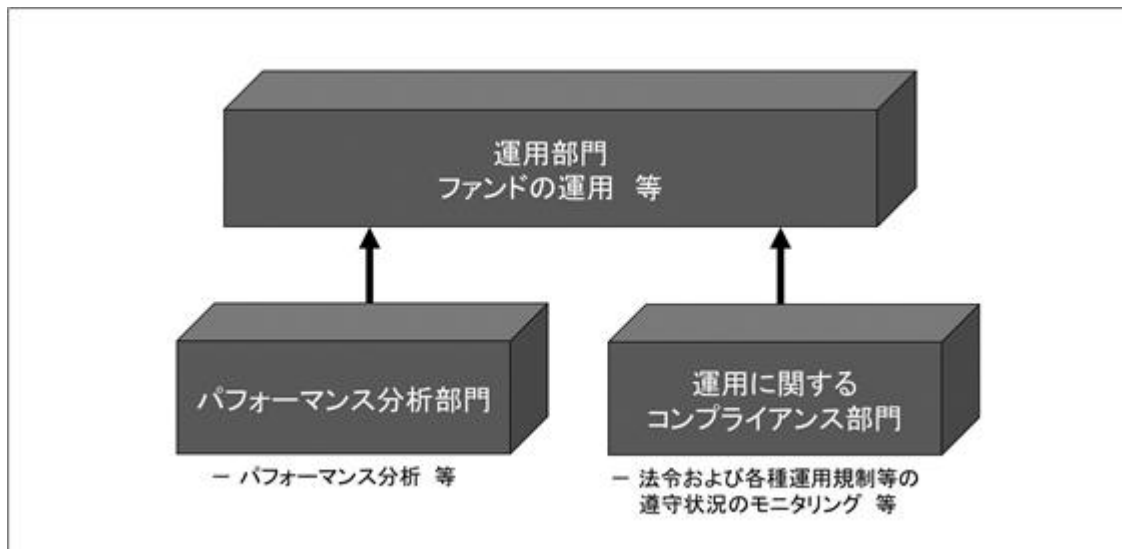 運用部門
ファンドの運用 等
パフォーマンス分析部門
－ パフォーマンス分析 等
運用に関する
コンプライアンス部門
－ 法令および各種運用規制等の
遵守状況のモニタリング 等